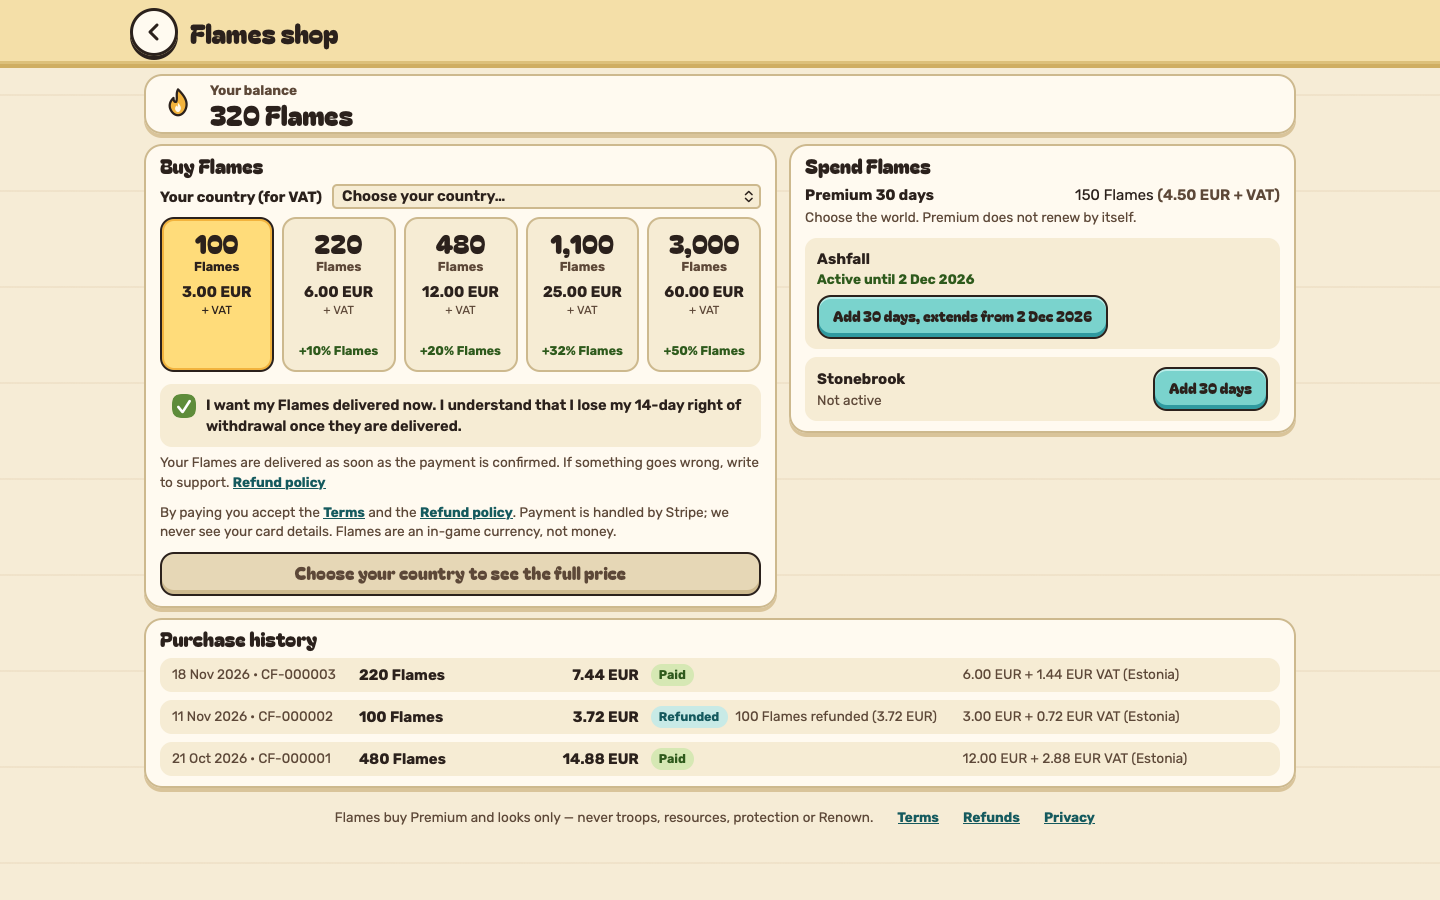 Flames shop
Your balance
320 Flames
Buy Flames
Your country (for VAT)
Choose your country...
100
Flames
3.00 EUR
+ VAT
220
Flames
6.00 EUR
+ VAT
+10% Flames
480
Flames
12.00 EUR
+ VAT
+20% Flames
1,100
Flames
25.00 EUR
+ VAT
+32% Flames
3,000
Flames
60.00 EUR
+ VAT
+50% Flames
I want my Flames delivered now. I understand that I lose my 14-day right of
withdrawal once they are delivered.
Your Flames are delivered as soon as the payment is confirmed. If something goes wrong, write
to support. Refund policy
By paying you accept the Terms and the Refund policy. Payment is handled by Stripe; we
never see your card details. Flames are an in-game currency, not money.
Choose your country to see the full price
Spend Flames
Premium 30 days 150 Flames (4.50 EUR + VAT)
Choose the world. Premium does not renew by itself.
Ashfall
Active until 2 Dec 2026
Add 30 days, extends from 2 Dec 2026
Stonebrook
Not active
Add 30 days
Purchase history
18 Nov 2026 • CF-000003 220 Flames 7.44 EUR Paid 6.00 EUR + 1.44 EUR VAT (Estonia)
11 Nov 2026 • CF-000002 100 Flames 3.72 EUR Refunded 100 Flames refunded (3.72 EUR) 3.00 EUR + 0.72 EUR VAT (Estonia)
21 Oct 2026 • CF-000001 480 Flames 14.88 EUR Paid 12.00 EUR + 2.88 EUR VAT (Estonia)
Flames buy Premium and looks only — never troops, resources, protection or Renown. Terms Refunds Privacy